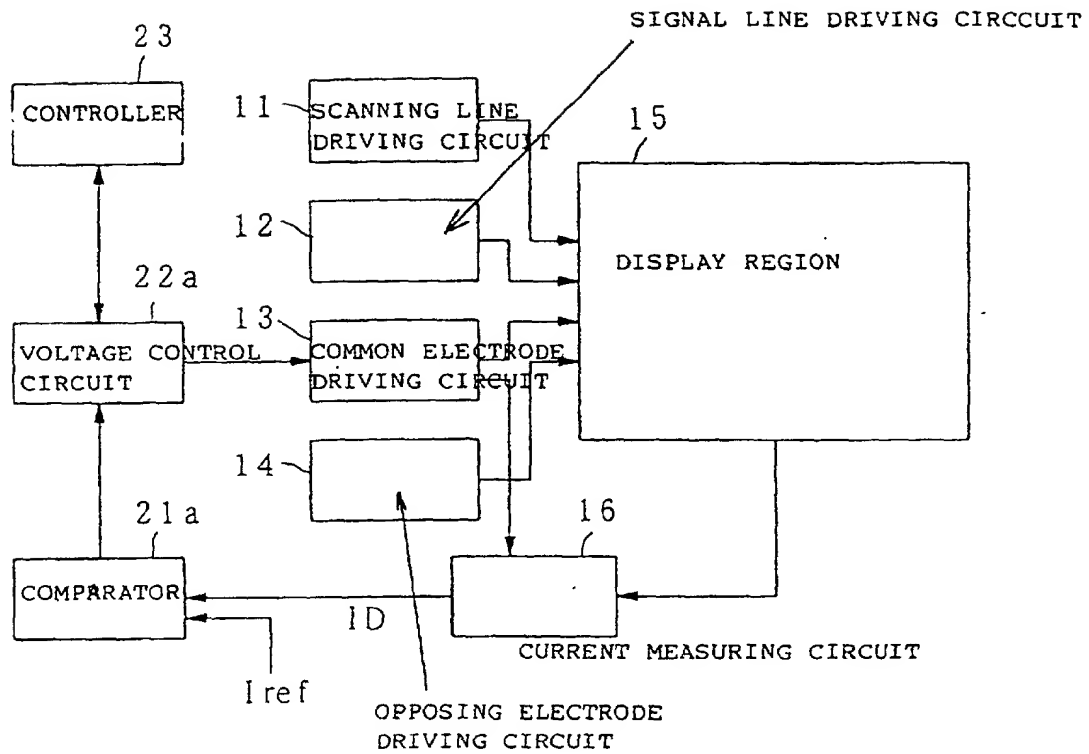 SIGNAL LINE DRIVING CIRCCUIT
23
CONTROLLER
11
SCANNING LINE
DRIVING CIRCUIT
15
12
DISPLAY REGION
22a
13
VOLTAGE CONTROL
CIRCUIT
COMMON ELECTRODE
DRIVING CIRCUIT
14
21a
16
COMPARATOR
ID
CURRENT MEASURING CIRCUIT
Iref
OPPOSING ELECTRODE
DRIVING CIRCUIT